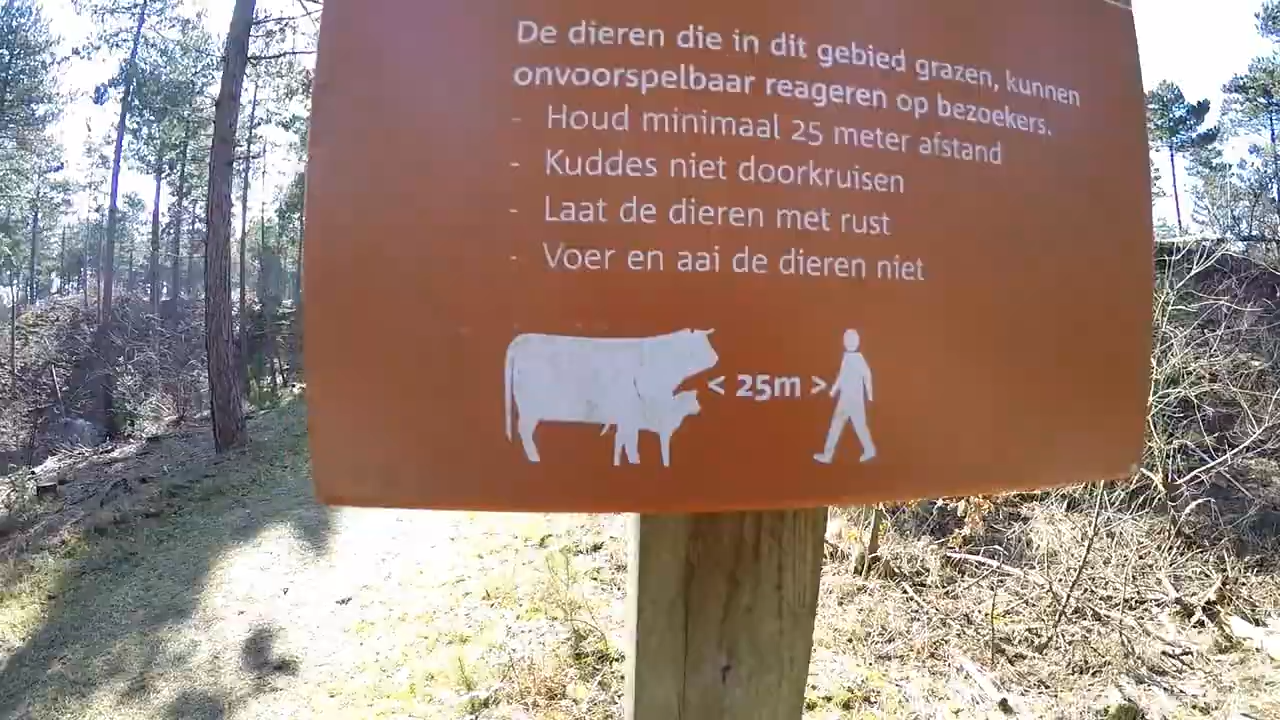 De dieren die in dit gebied grazen, kunnen
onvoorspelbaar reageren op bezoekers.
- Houd minimaal 25 meter afstand
- Kuddes niet doorkruisen
- Laat de dieren met rust
- Voer en aai de dieren niet
< 25m >